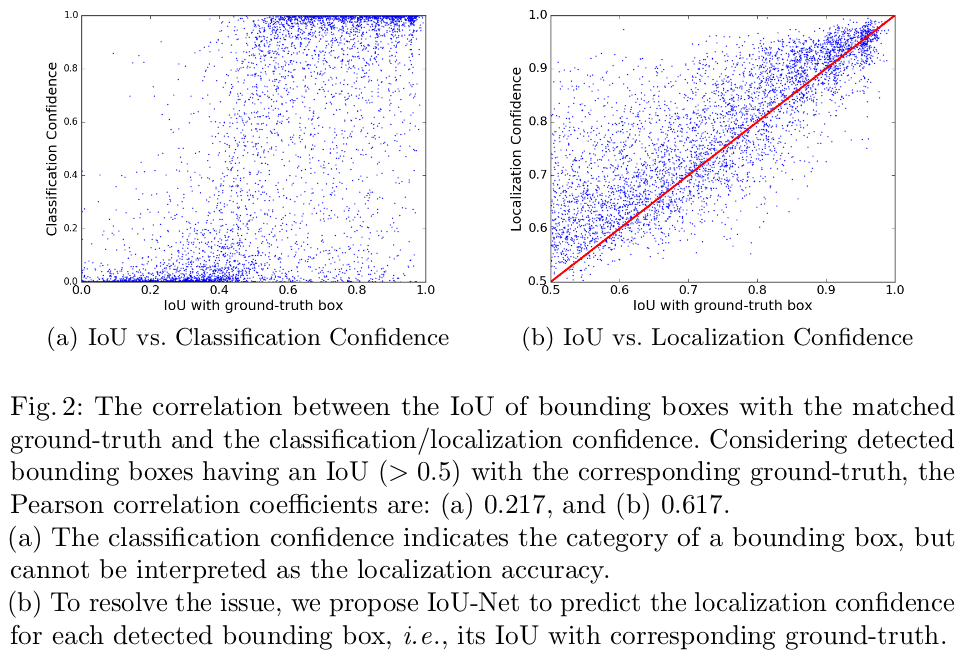 1.0
0.8
0.6
0.4
0.2
0.0
Classification Confidence
0.0 0.2 0.4 0.6 0.8 1.0
IoU with ground-truth box
(a) IoU vs. Classification Confidence
1.0
0.9
0.8
0.7
0.6
0.5
Localization Confidence
0.5 0.6 0.7 0.8 0.9 1.0
IoU with ground-truth box
(b) IoU vs. Localization Confidence
Fig. 2: The correlation between the IoU of bounding boxes with the matched
ground-truth and the classification/localization confidence. Considering detected
bounding boxes having an IoU (> 0.5) with the corresponding ground-truth, the
Pearson correlation coefficients are: (a) 0.217, and (b) 0.617.
(a) The classification confidence indicates the category of a bounding box, but
cannot be interpreted as the localization accuracy.
(b) To resolve the issue, we propose IoU-Net to predict the localization confidence
for each detected bounding box, i.e., its IoU with corresponding ground-truth.